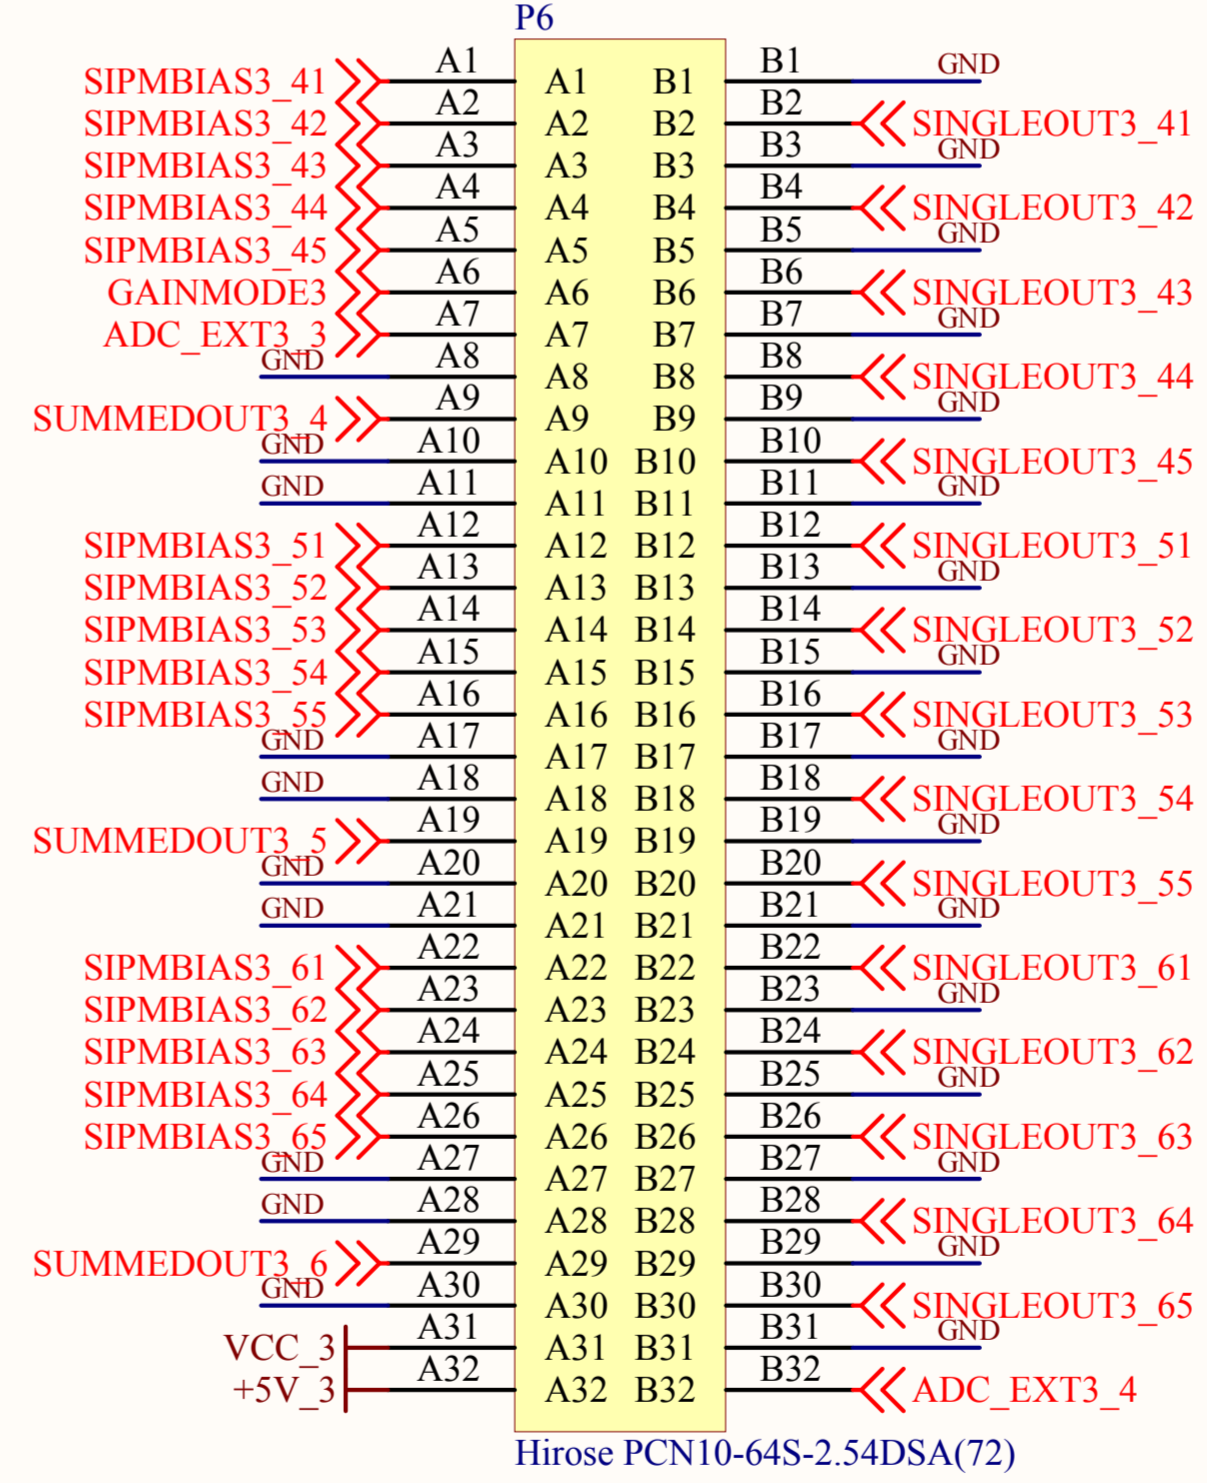 P6
SIPMBIAS3_41 A1 A1 B1 B1 GND
SIPMBIAS3_42 A2 A2 B2 B2 SINGLEOUT3_41
SIPMBIAS3_43 A3 A3 B3 B3 GND
SIPMBIAS3_44 A4 A4 B4 B4 SINGLEOUT3_42
SIPMBIAS3_45 A5 A5 B5 B5 GND
GAINMODE3 A6 A6 B6 B6 SINGLEOUT3_43
ADC_EXT3_3 A7 A7 B7 B7 GND
GND A8 A8 B8 B8 SINGLEOUT3_44
SUMMEDOUT3_4 A9 A9 B9 B9 GND
GND A10 A10 B10 B10 SINGLEOUT3_45
GND A11 A11 B11 B11 GND
SIPMBIAS3_51 A12 A12 B12 B12 SINGLEOUT3_51
SIPMBIAS3_52 A13 A13 B13 B13 GND
SIPMBIAS3_53 A14 A14 B14 B14 SINGLEOUT3_52
SIPMBIAS3_54 A15 A15 B15 B15 GND
SIPMBIAS3_55 A16 A16 B16 B16 SINGLEOUT3_53
GND A17 A17 B17 B17 GND
GND A18 A18 B18 B18 SINGLEOUT3_54
SUMMEDOUT3_5 A19 A19 B19 B19 GND
GND A20 A20 B20 B20 SINGLEOUT3_55
GND A21 A21 B21 B21 GND
SIPMBIAS3_61 A22 A22 B22 B22 SINGLEOUT3_61
SIPMBIAS3_62 A23 A23 B23 B23 GND
SIPMBIAS3_63 A24 A24 B24 B24 SINGLEOUT3_62
SIPMBIAS3_64 A25 A25 B25 B25 GND
SIPMBIAS3_65 A26 A26 B26 B26 SINGLEOUT3_63
GND A27 A27 B27 B27 GND
GND A28 A28 B28 B28 SINGLEOUT3_64
SUMMEDOUT3_6 A29 A29 B29 B29 GND
GND A30 A30 B30 B30 SINGLEOUT3_65
VCC_3 A31 A31 B31 B31 GND
+5V_3 A32 A32 B32 B32 ADC_EXT3_4
Hirose PCN10-64S-2.54DSA(72)